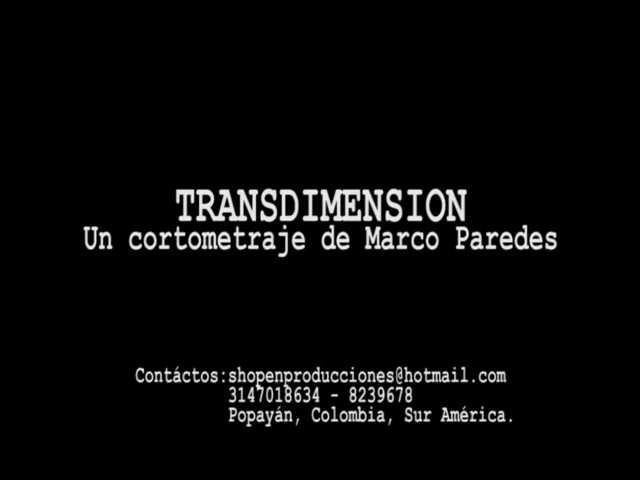 TRANSDIMENSION
Un cortometraje de Marco Paredes
Contáctos:shopenproducciones@hotmail.com
3147018634 - 8239678
Popayán, Colombia, Sur América.